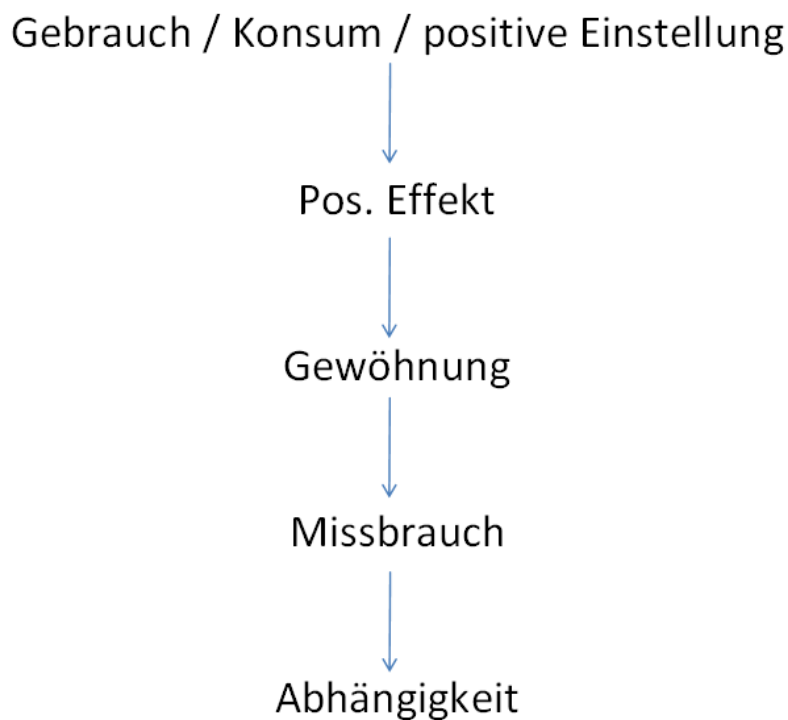 Gebrauch / Konsum / positive Einstellung
Pos. Effekt
Gewöhnung
Missbrauch
Abhängigkeit